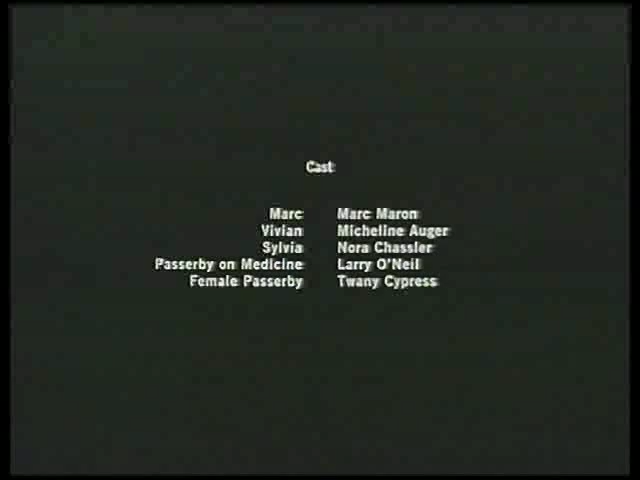 Cast
Marc Marc Maron
Vivian Micheline Auger
Sylvia Nora Chassler
Passerby on Medicine Larry O'Neil
Female Passerby Twany Cypress